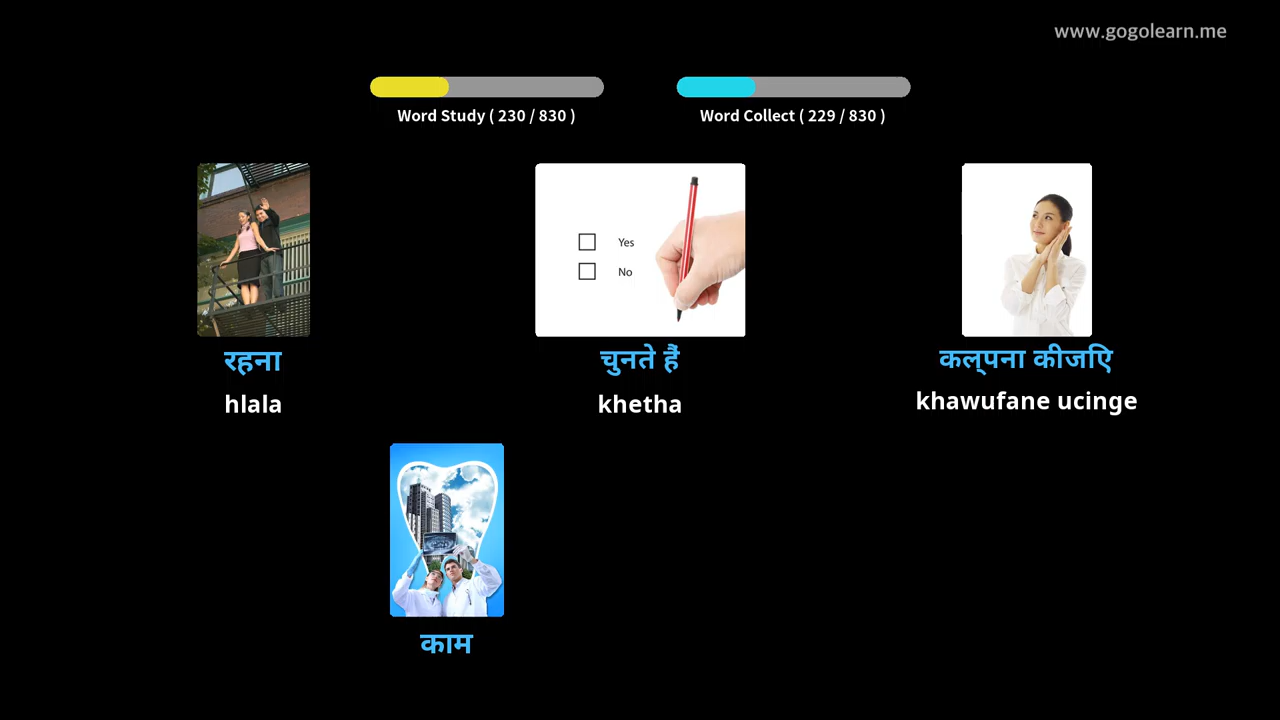 www.gogolearn.me
Word Study ( 230 / 830 )
Word Collect ( 229 / 830 )
Yes
No
रहना
चुनते हैं
कल्पना कीजिए
hlala
khetha
khawufane ucinge
काम